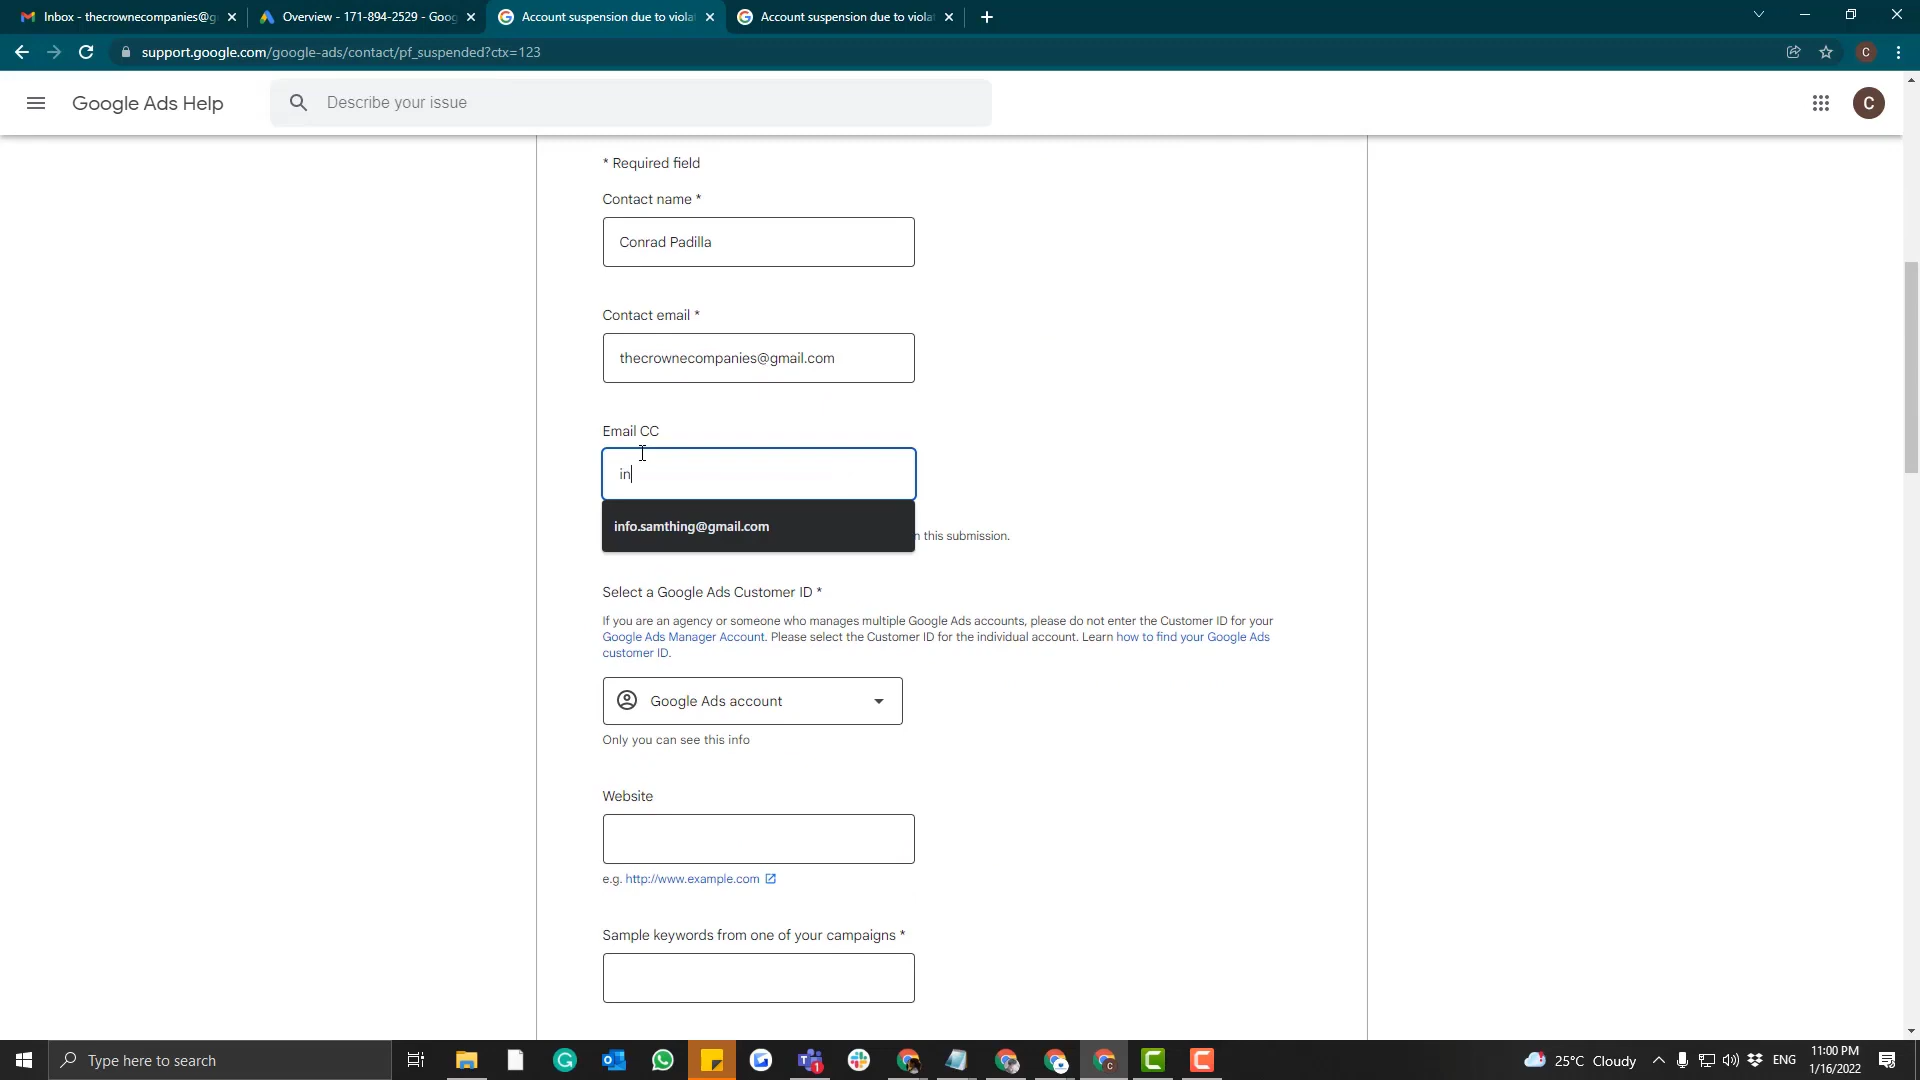 Inbox - thecrownecompanies@g
Overview - 171-894-2529 - Goog
Account suspension due to viola
Account suspension due to viola
support.google.com/google-ads/contact/pf_suspended?ctx=123
C
Google Ads Help
Describe your issue
C
* Required field
Contact name *
Conrad Padilla
Contact email *
thecrownecompanies@gmail.com
Email CC
in
info.samthing@gmail.com
n this submission.
Select a Google Ads Customer ID *
If you are an agency or someone who manages multiple Google Ads accounts, please do not enter the Customer ID for your
Google Ads Manager Account. Please select the Customer ID for the individual account. Learn how to find your Google Ads
customer ID.
Google Ads account
Only you can see this info
Website
e.g. http://www.example.com
Sample keywords from one of your campaigns *
Type here to search
25°C Cloudy
ENG
11:00 PM
1/16/2022